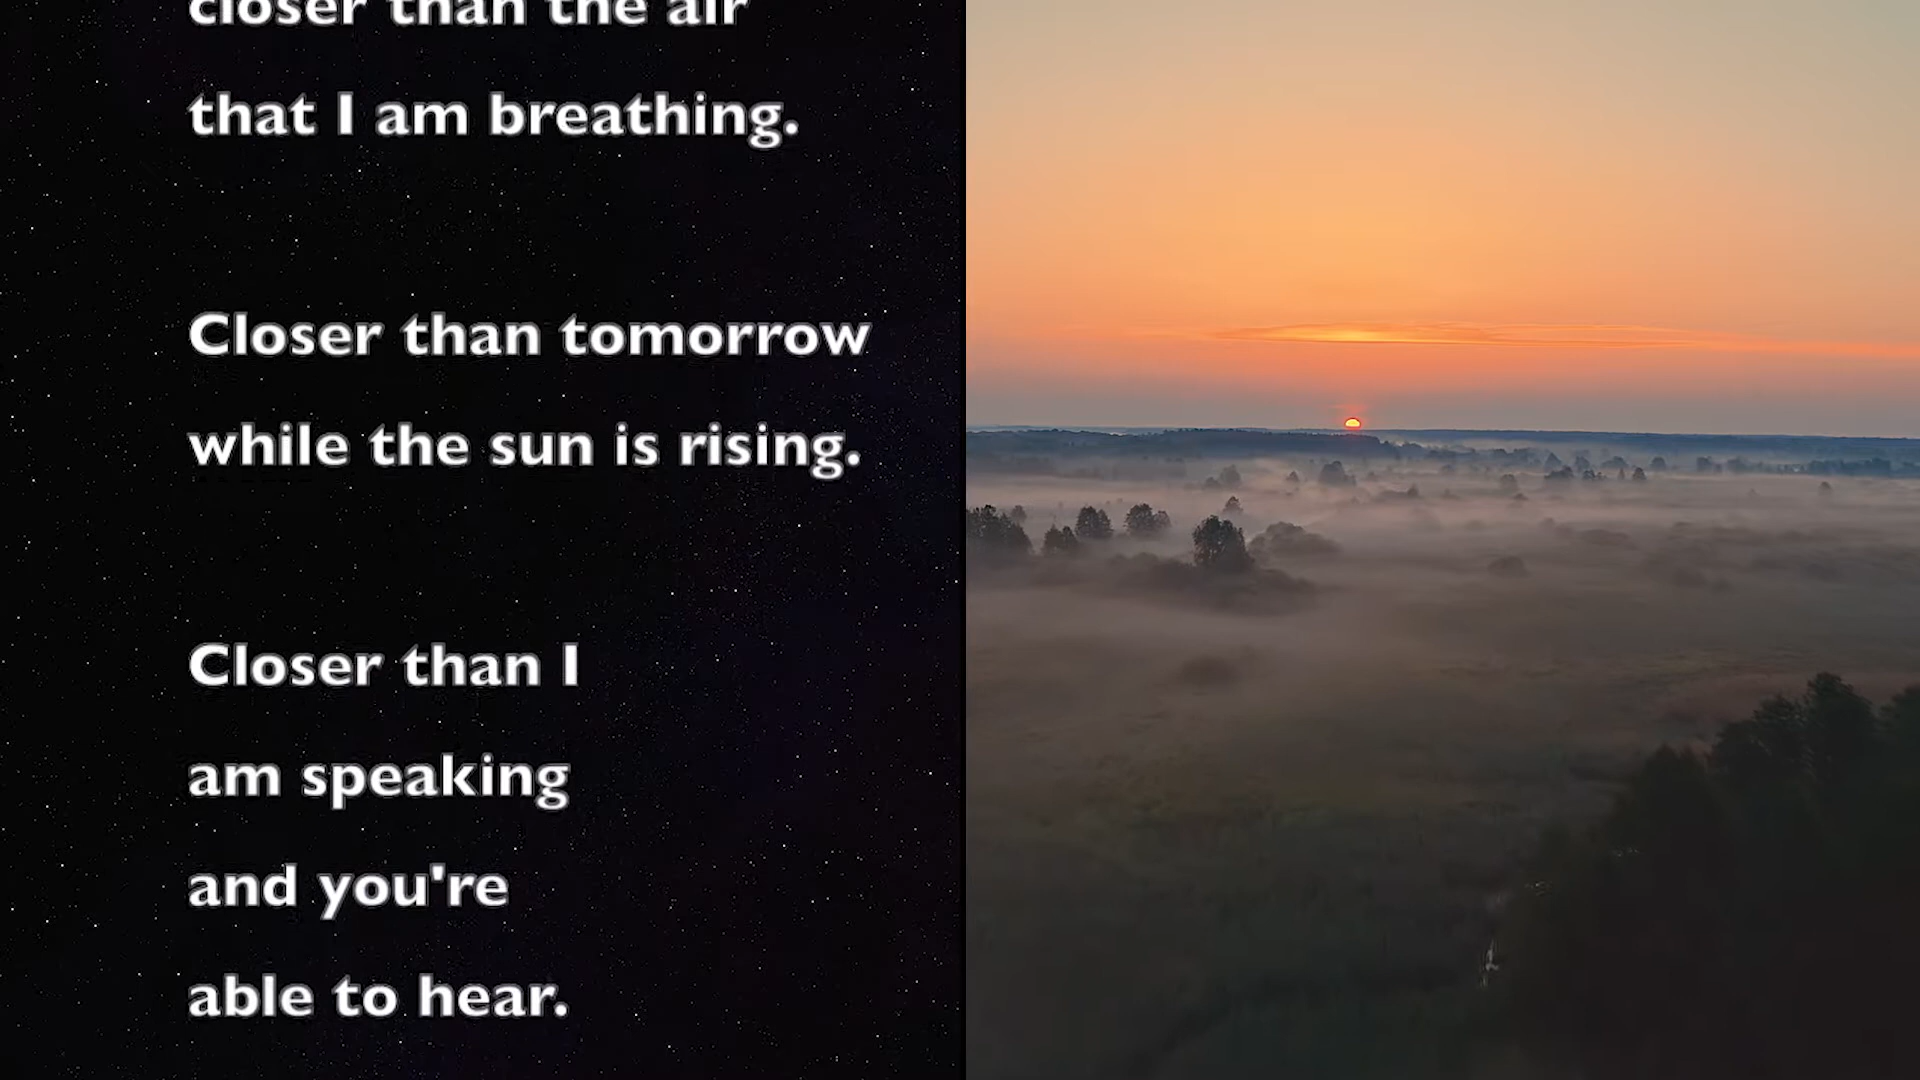 closer than the air
that I am breathing.
Closer than tomorrow
while the sun is rising.
Closer than I
am speaking
and you're
able to hear.